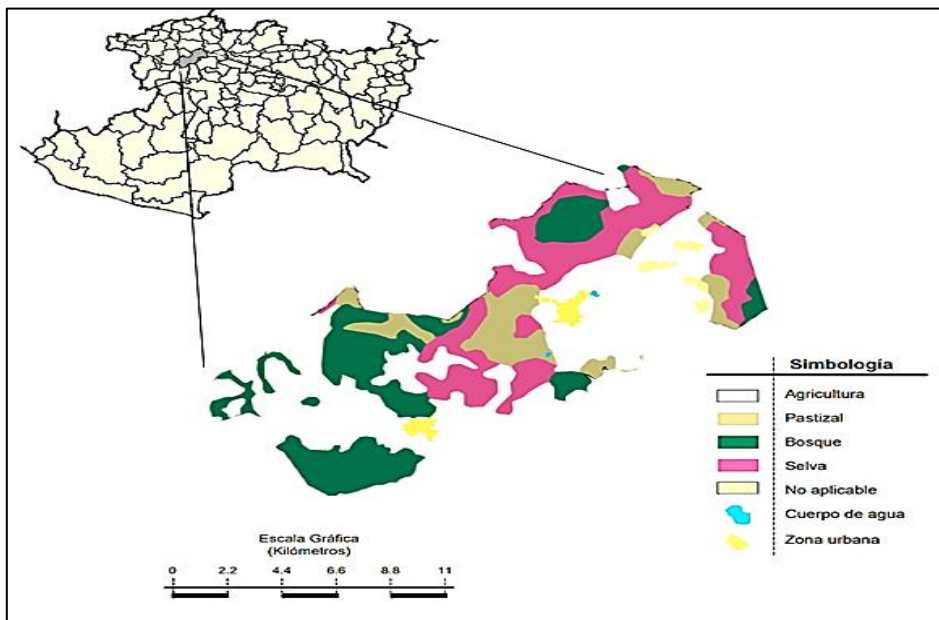 Simbología
Agricultura
Pastizal
Bosque
Selva
No aplicable
Cuerpo de agua
Zona urbana
Escala Gráfica
(Kilómetros)
0 2.2 4.4 6.6 8.8 11